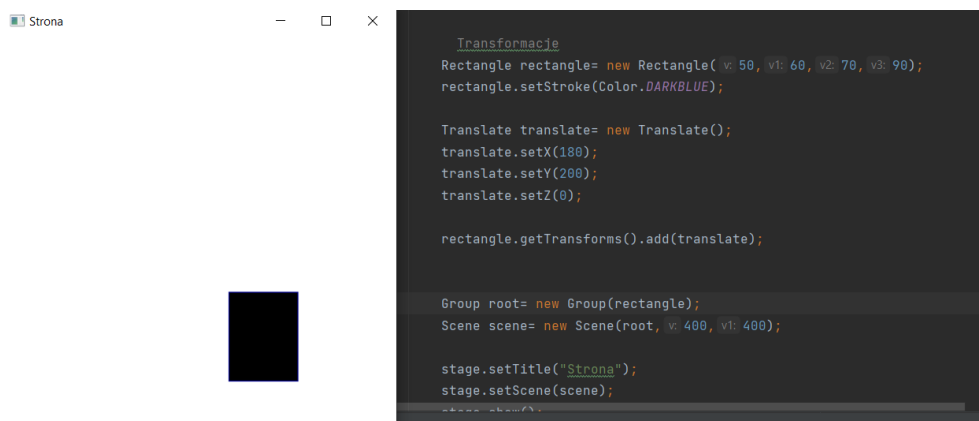 Strona
Transformacje
Rectangle rectangle= new Rectangle( v: 50, v1: 60, v2: 70, v3: 90);
rectangle.setStroke(Color.DARKBLUE);
Translate translate= new Translate();
translate.setX(180);
translate.setY(200);
translate.setZ(0);
rectangle.getTransforms().add(translate);
Group root= new Group(rectangle);
Scene scene= new Scene(root, v: 400, v1: 400);
stage.setTitle("Strona");
stage.setScene(scene);
stage.show();